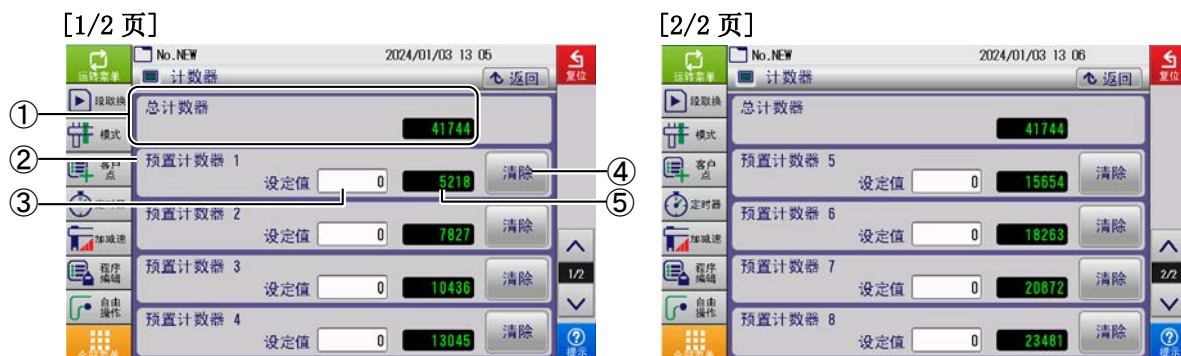 [1/2 页]
No.NEW 2024/01/03 13 05
运转菜单
计数器
返回
复位
段取换
模式
客户点
定时器
加减速
程序编辑
自由操作
①
总计数器
41744
②
预置计数器 1
③
设定值 0 5218
清除
④
⑤
预置计数器 2
设定值 0 7827
清除
预置计数器 3
设定值 0 10436
清除
预置计数器 4
设定值 0 13045
清除
1/2
?
提示
[2/2 页]
No.NEW 2024/01/03 13 06
运转菜单
计数器
返回
复位
段取换
模式
客户点
定时器
加减速
程序编辑
自由操作
总计数器
41744
预置计数器 5
设定值 0 15654
清除
预置计数器 6
设定值 0 18263
清除
预置计数器 7
设定值 0 20872
清除
预置计数器 8
设定值 0 23481
清除
2/2
?
提示